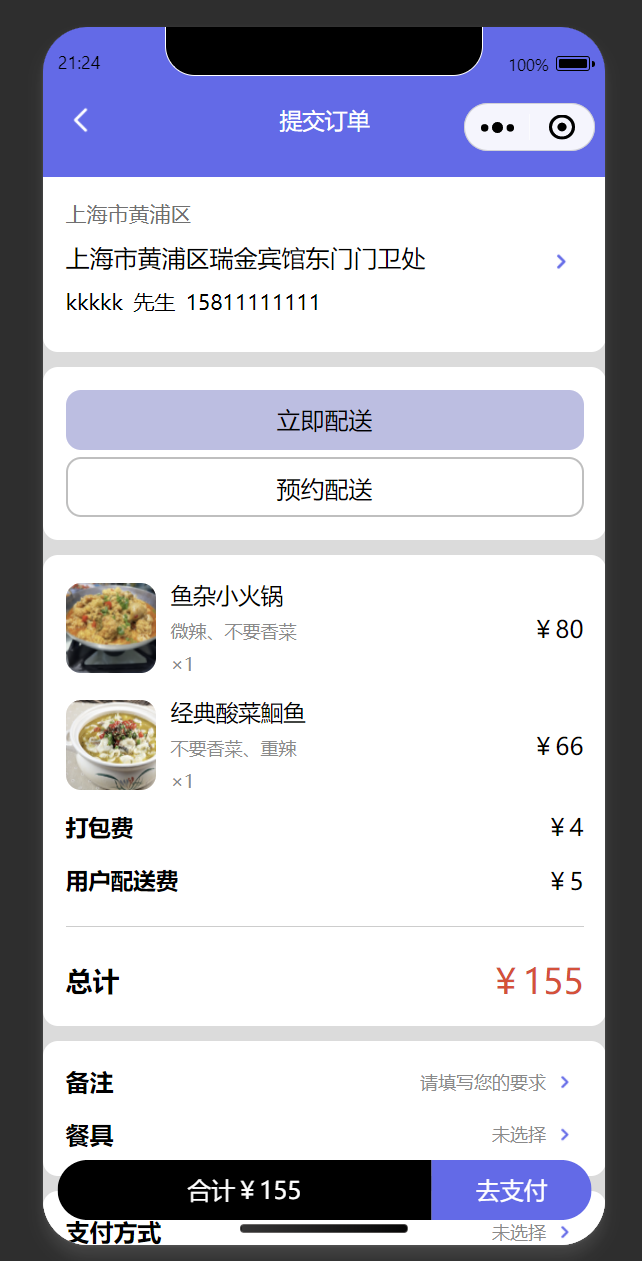 21:24
100%
提交订单
上海市黄浦区
上海市黄浦区瑞金宾馆东门门卫处
kkkkk 先生 15811111111
立即配送
预约配送
鱼杂小火锅
微辣、不要香菜
×1
￥80
经典酸菜鮰鱼
不要香菜、重辣
×1
￥66
打包费 ￥4
用户配送费 ￥5
总计 ￥155
备注 请填写您的要求
餐具 未选择
合计￥155 去支付
支付方式 未选择